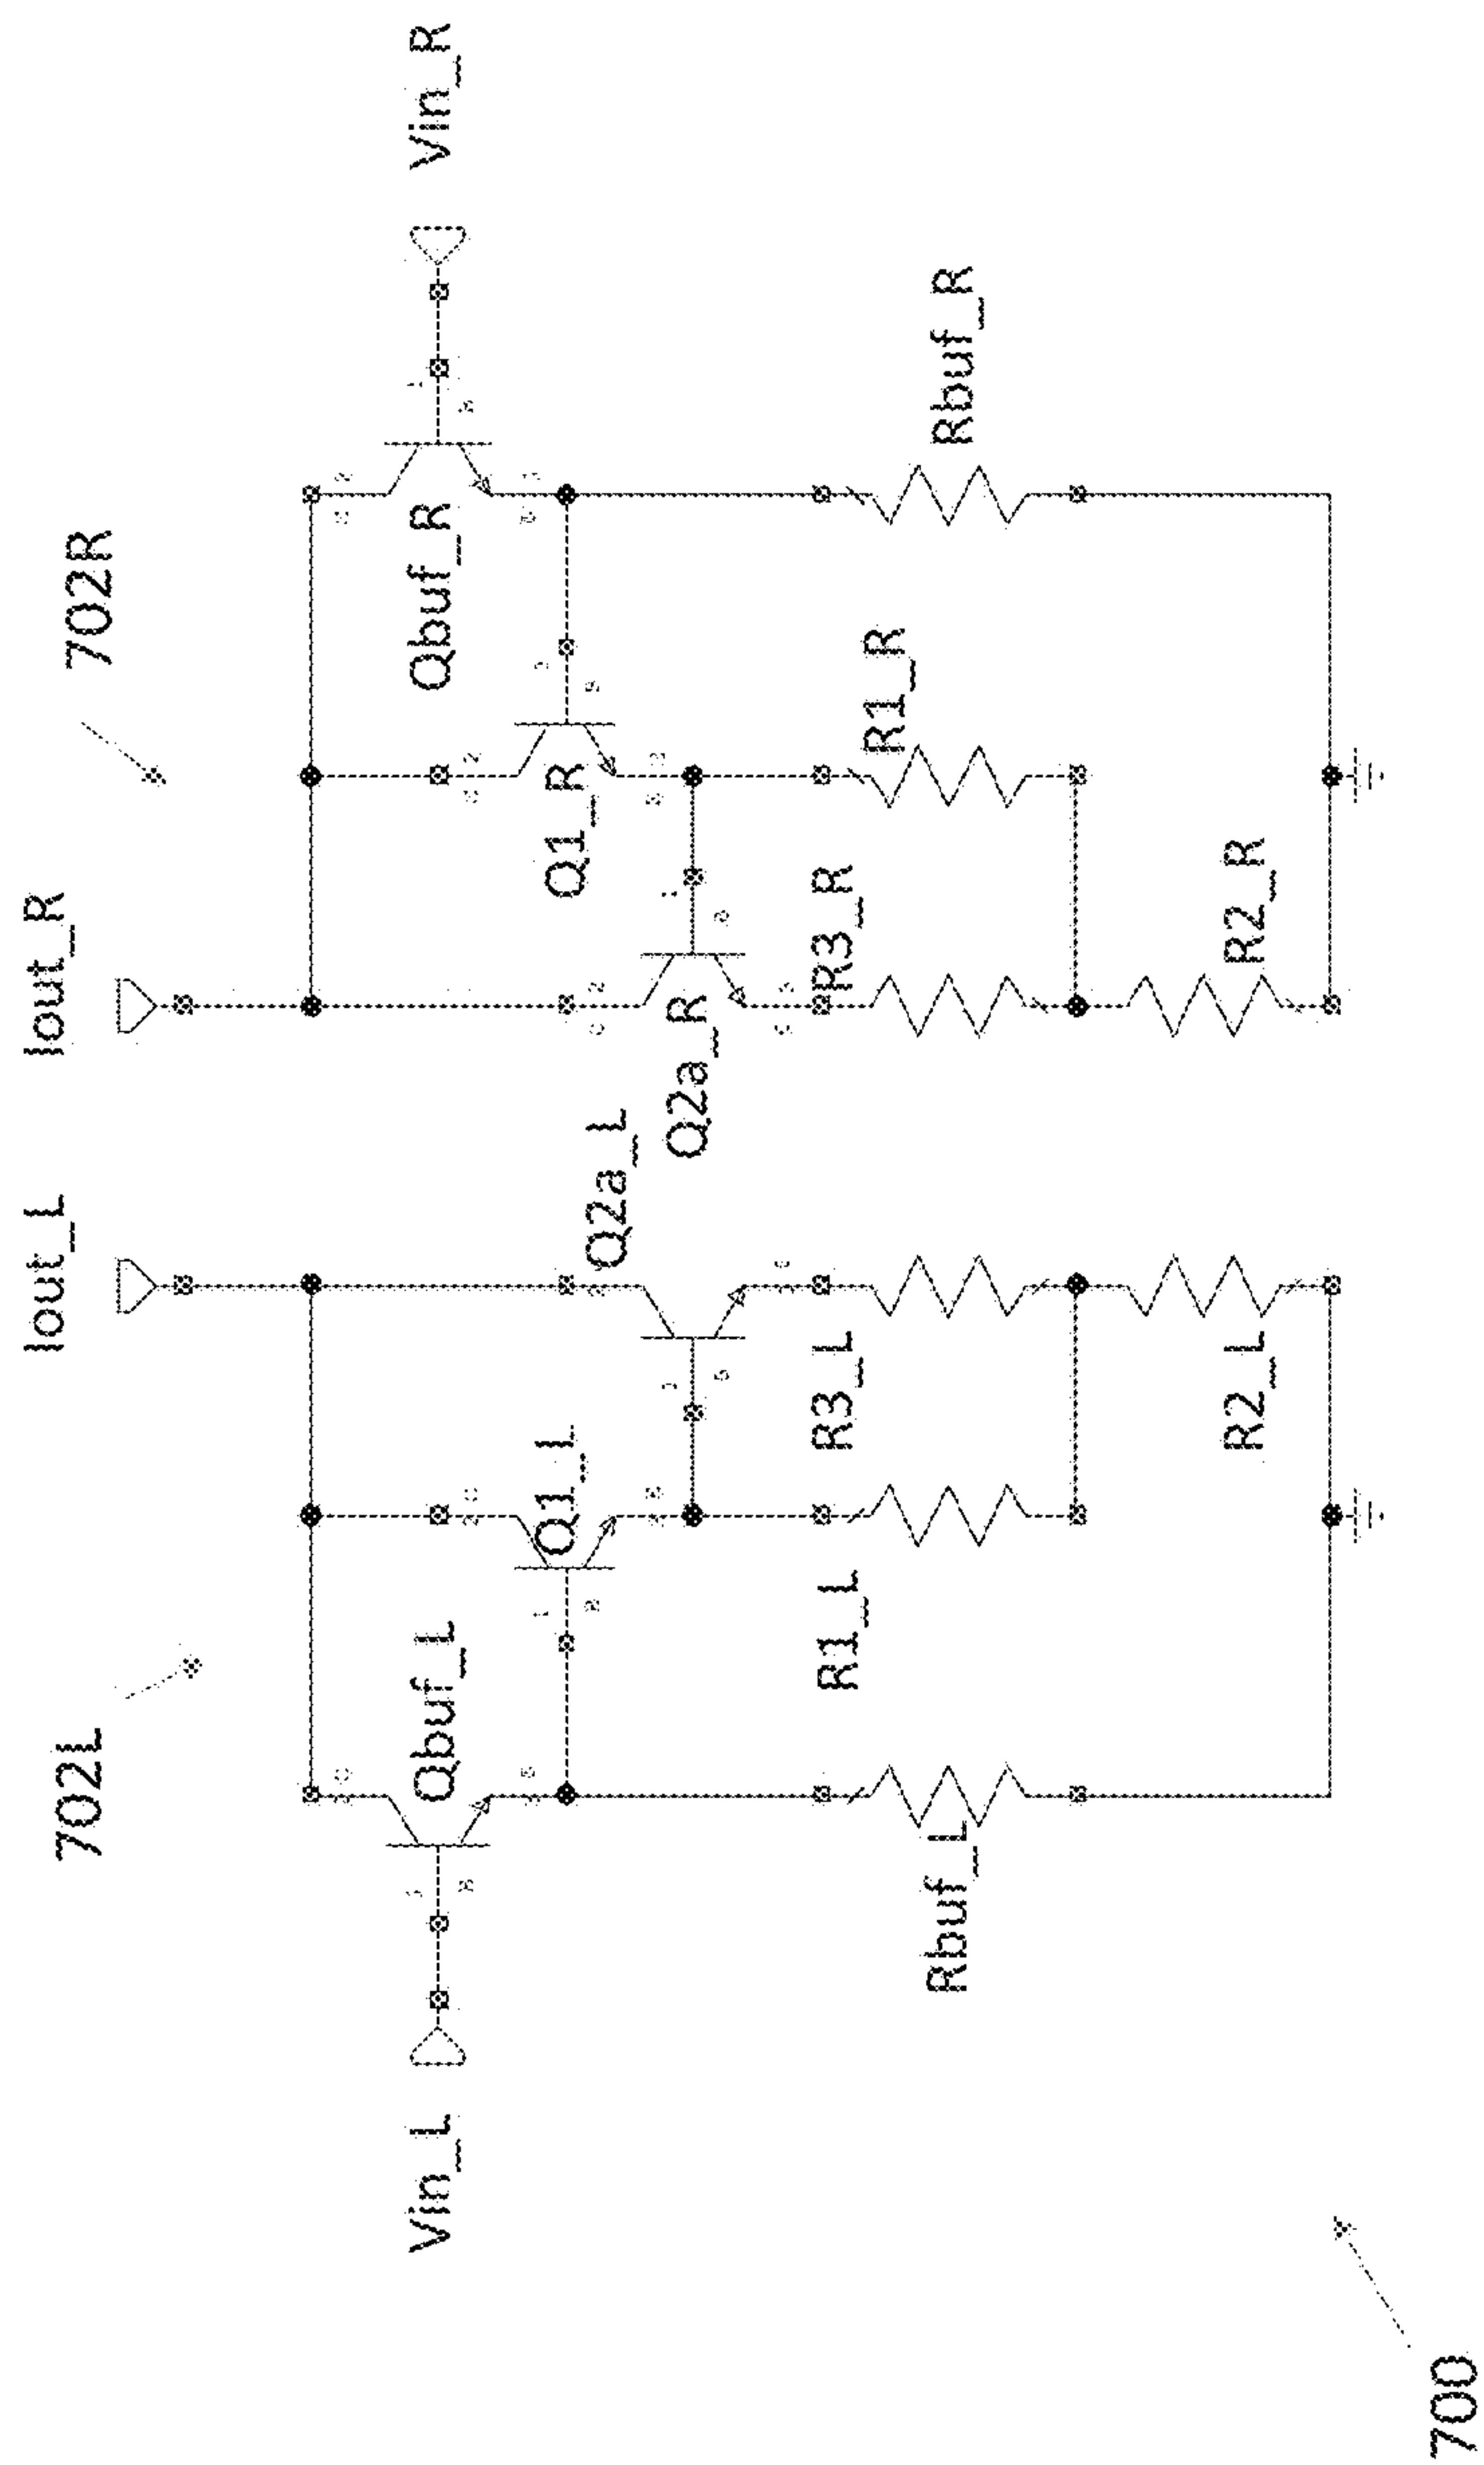 702L
702R
Iout_L
Iout_R
Vin_L
Qbuf_L
Q1_L
Q2a_L
Q2a_R
Q1_R
Qbuf_R
Vin_R
Rbuf_L
R1_L
R3_L
R3_R
R1_R
Rbuf_R
R2_L
R2_R
700